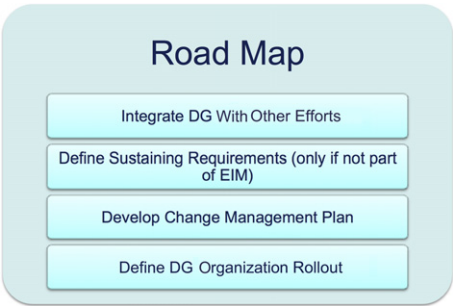 Road Map
Integrate DG With Other Efforts
Define Sustaining Requirements (only if not part
of EIM)
Develop Change Management Plan
Define DG Organization Rollout